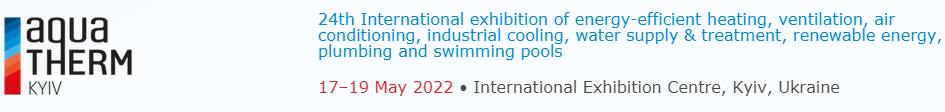 aqua
THERM
KYIV
24th International exhibition of energy-efficient heating, ventilation, air
conditioning, industrial cooling, water supply & treatment, renewable energy,
plumbing and swimming pools
17–19 May 2022 • International Exhibition Centre, Kyiv, Ukraine